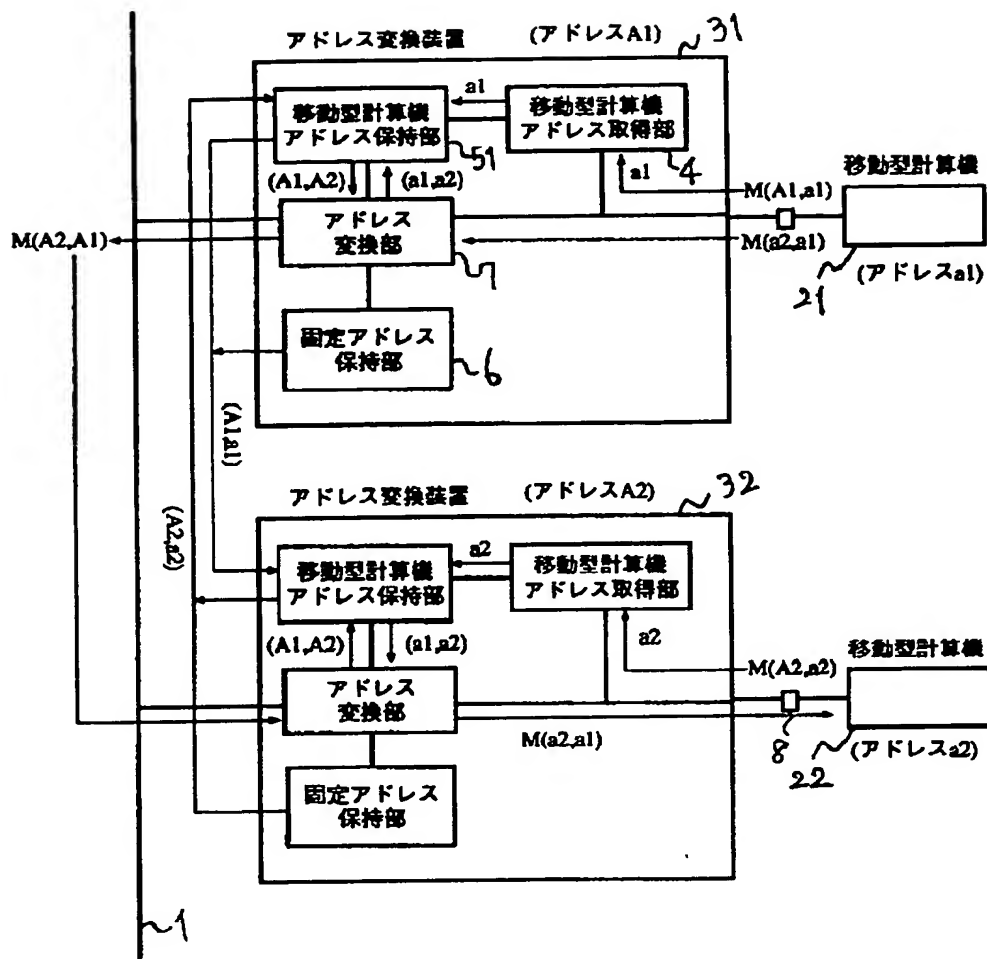 アドレス変換装置 (アドレスA1) 31
移動型計算機
アドレス保持部
51
a1
移動型計算機
アドレス取得部
4
a1
移動型計算機
M(A1,a1)
(A1,A2) (a1,a2)
M(A2,A1)
アドレス
変換部
7
M(a2,a1)
21
(アドレスa1)
固定アドレス
保持部
6
(A1,a1)
(A2,a2)
アドレス変換装置 (アドレスA2) 32
移動型計算機
アドレス保持部
a2
移動型計算機
アドレス取得部
a2
移動型計算機
M(A2,a2)
(A1,A2) (a1,a2)
アドレス
変換部
M(a2,a1)
8
22
(アドレスa2)
固定アドレス
保持部
1